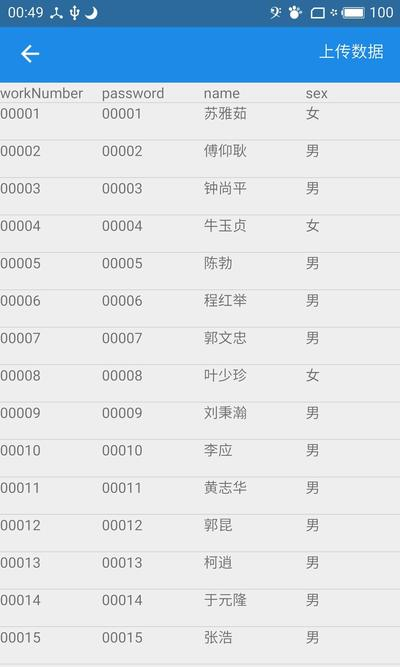 00:49 100
上传数据
workNumber password name sex
00001 00001 苏雅茹 女
00002 00002 傅仰耿 男
00003 00003 钟尚平 男
00004 00004 牛玉贞 女
00005 00005 陈勃 男
00006 00006 程红举 男
00007 00007 郭文忠 男
00008 00008 叶少珍 女
00009 00009 刘秉瀚 男
00010 00010 李应 男
00011 00011 黄志华 男
00012 00012 郭昆 男
00013 00013 柯逍 男
00014 00014 于元隆 男
00015 00015 张浩 男